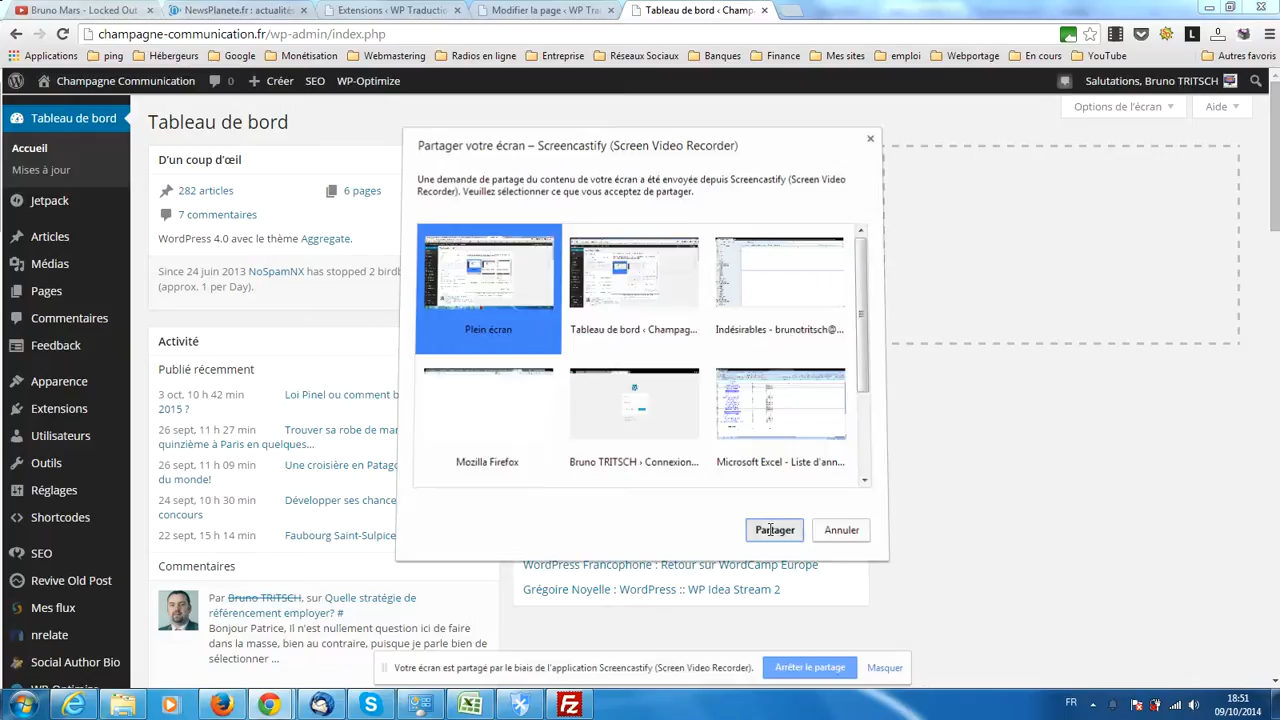 Bruno Mars - Locked Out
NewsPlanete.fr : actualités
Extensions ‹ WP Traduction
Modifier la page ‹ WP Tra
Tableau de bord ‹ Champ
champagne-communication.fr/wp-admin/index.php
Applications ping Hébergeurs Google Monétisation Webmastering Radios en ligne Entreprise Réseaux Sociaux Banques Finance Mes sites emploi Webportage En cours YouTube Autres favoris
Champagne Communication 0 Créer SEO WP-Optimize Salutations, Bruno TRITSCH
Options de l'écran Aide
Tableau de bord
Accueil
Mises à jour
Jetpack
Articles
Médias
Pages
Commentaires
Feedback
Apparence
Extensions
Utilisateurs
Outils
Réglages
Shortcodes
SEO
Revive Old Post
Mes flux
nrelate
Social Author Bio
WP-Optimize
Tableau de bord
D'un coup d'œil
282 articles 6 pages
7 commentaires
WordPress 4.0 avec le thème Aggregate.
Since 24 juil 2013 NoSpamNX has stopped 2 birdb
(approx. 1 per Day).
Activité
Publié récemment
3 oct, 10 h 42 min Loi Pinel ou comment b
2015 ?
26 sept, 11 h 27 min Trouver sa robe de mar
quinzième à Paris en quelques...
26 sept, 11 h 09 min Une croisière en Patago
du monde!
24 sept, 10 h 30 min Développer ses chance
concours
22 sept, 15 h 14 min Faubourg Saint-Sulpice
Commentaires
Par Bruno TRITSCH, sur Quelle stratégie de
référencement employer? #
Bonjour Patrice, Il n'est nullement question ici de faire
dans la masse, bien au contraire, puisque je parle bien de
sélectionner ...
Partager votre écran – Screencastify (Screen Video Recorder)
Une demande de partage du contenu de votre écran a été envoyée depuis Screencastify (Screen Video
Recorder). Veuillez sélectionner ce que vous acceptez de partager.
Plein écran
Tableau de bord ‹ Champag...
Indésirables - brunotritsch@...
Mozilla Firefox
Bruno TRITSCH › Connexion...
Microsoft Excel - Liste d'ann...
Partager Annuler
WordPress Francophone : Retour sur WordCamp Europe
Grégoire Noyelle : WordPress :: WP Idea Stream 2
Votre écran est partagé par le biais de l'application Screencastify (Screen Video Recorder). Arrêter le partage Masquer
FR
18:51
09/10/2014